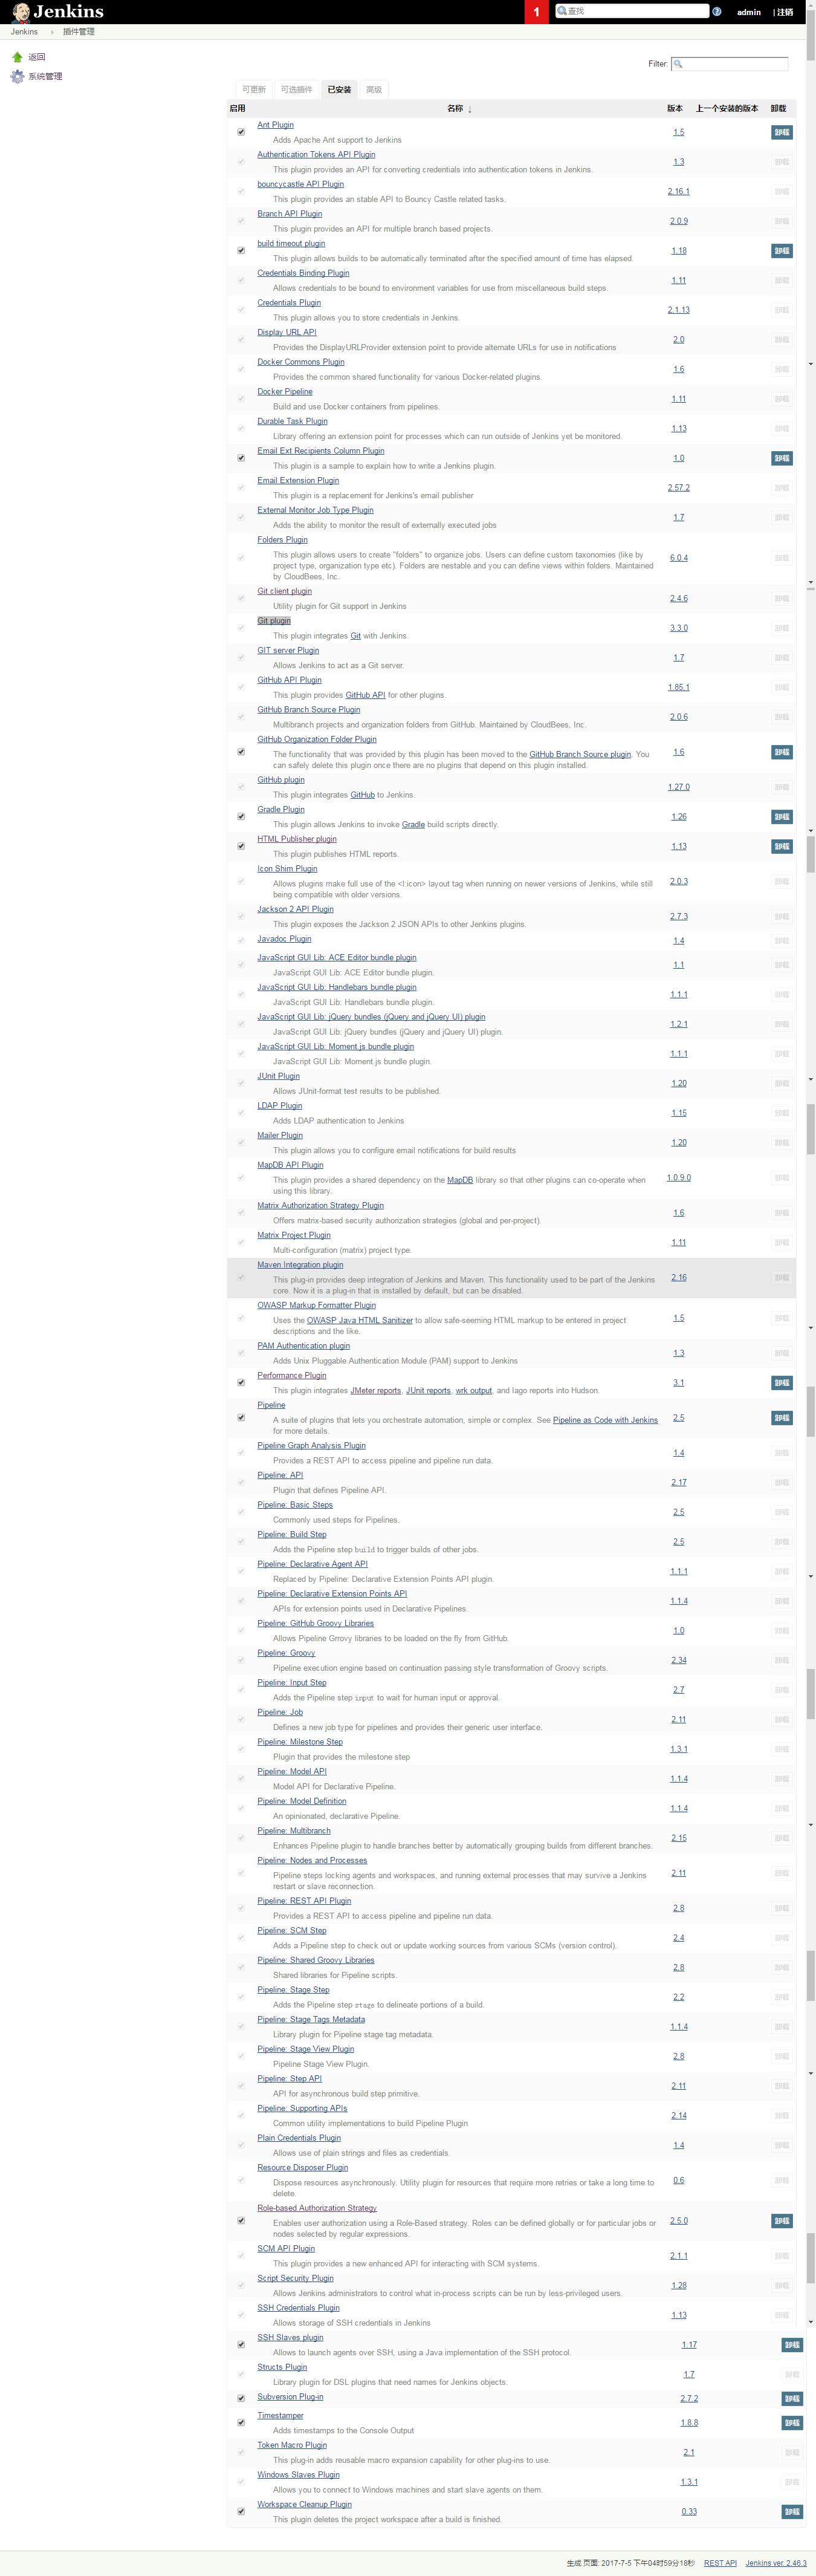 Jenkins
1
查找
admin
| 注销
Jenkins › 插件管理
返回
系统管理
Filter:
可更新 可选插件 已安装 高级
启用 名称 ↓ 版本 上一个安装的版本 卸载
Ant Plugin
Adds Apache Ant support to Jenkins
1.5 卸载
Authentication Tokens API Plugin
This plugin provides an API for converting credentials into authentication tokens in Jenkins.
1.3 卸载
bouncycastle API Plugin
This plugin provides an stable API to Bouncy Castle related tasks.
2.16.1 卸载
Branch API Plugin
This plugin provides an API for multiple branch based projects.
2.0.9 卸载
build timeout plugin
This plugin allows builds to be automatically terminated after the specified amount of time has elapsed.
1.18 卸载
Credentials Binding Plugin
Allows credentials to be bound to environment variables for use from miscellaneous build steps.
1.11 卸载
Credentials Plugin
This plugin allows you to store credentials in Jenkins.
2.1.13 卸载
Display URL API
Provides the DisplayURLProvider extension point to provide alternate URLs for use in notifications
2.0 卸载
Docker Commons Plugin
Provides the common shared functionality for various Docker-related plugins.
1.6 卸载
Docker Pipeline
Build and use Docker containers from pipelines.
1.11 卸载
Durable Task Plugin
Library offering an extension point for processes which can run outside of Jenkins yet be monitored.
1.13 卸载
Email Ext Recipients Column Plugin
This plugin is a sample to explain how to write a Jenkins plugin.
1.0 卸载
Email Extension Plugin
This plugin is a replacement for Jenkins's email publisher
2.57.2 卸载
External Monitor Job Type Plugin
Adds the ability to monitor the result of externally executed jobs
1.7 卸载
Folders Plugin
This plugin allows users to create "folders" to organize jobs. Users can define custom taxonomies (like by
project type, organization type etc). Folders are nestable and you can define views within folders. Maintained
by CloudBees, Inc.
6.0.4 卸载
Git client plugin
Utility plugin for Git support in Jenkins
2.4.6 卸载
Git plugin
This plugin integrates Git with Jenkins.
3.3.0 卸载
GIT server Plugin
Allows Jenkins to act as a Git server.
1.7 卸载
GitHub API Plugin
This plugin provides GitHub API for other plugins.
1.85.1 卸载
GitHub Branch Source Plugin
Multibranch projects and organization folders from GitHub. Maintained by CloudBees, Inc.
2.0.6 卸载
GitHub Organization Folder Plugin
The functionality that was provided by this plugin has been moved to the GitHub Branch Source plugin. You
can safely delete this plugin once there are no plugins that depend on this plugin installed.
1.6 卸载
GitHub plugin
This plugin integrates GitHub to Jenkins.
1.27.0 卸载
Gradle Plugin
This plugin allows Jenkins to invoke Gradle build scripts directly.
1.26 卸载
HTML Publisher plugin
This plugin publishes HTML reports.
1.13 卸载
Icon Shim Plugin
Allows plugins make full use of the <l:icon> layout tag when running on newer versions of Jenkins, while still
being compatible with older versions.
2.0.3 卸载
Jackson 2 API Plugin
This plugin exposes the Jackson 2 JSON APIs to other Jenkins plugins.
2.7.3 卸载
Javadoc Plugin
1.4 卸载
JavaScript GUI Lib: ACE Editor bundle plugin
JavaScript GUI Lib: ACE Editor bundle plugin.
1.1 卸载
JavaScript GUI Lib: Handlebars bundle plugin
JavaScript GUI Lib: Handlebars bundle plugin.
1.1.1 卸载
JavaScript GUI Lib: jQuery bundles (jQuery and jQuery UI) plugin
JavaScript GUI Lib: jQuery bundles (jQuery and jQuery UI) plugin.
1.2.1 卸载
JavaScript GUI Lib: Moment.js bundle plugin
JavaScript GUI Lib: Moment.js bundle plugin.
1.1.1 卸载
JUnit Plugin
Allows JUnit-format test results to be published.
1.20 卸载
LDAP Plugin
Adds LDAP authentication to Jenkins
1.15 卸载
Mailer Plugin
This plugin allows you to configure email notifications for build results
1.20 卸载
MapDB API Plugin
This plugin provides a shared dependency on the MapDB library so that other plugins can co-operate when
using this library.
1.0.9.0 卸载
Matrix Authorization Strategy Plugin
Offers matrix-based security authorization strategies (global and per-project).
1.6 卸载
Matrix Project Plugin
Multi-configuration (matrix) project type.
1.11 卸载
Maven Integration plugin
This plug-in provides deep integration of Jenkins and Maven. This functionality used to be part of the Jenkins
core. Now it is a plug-in that is installed by default, but can be disabled.
2.16 卸载
OWASP Markup Formatter Plugin
Uses the OWASP Java HTML Sanitizer to allow safe-seeming HTML markup to be entered in project
descriptions and the like.
1.5 卸载
PAM Authentication plugin
Adds Unix Pluggable Authentication Module (PAM) support to Jenkins
1.3 卸载
Performance Plugin
This plugin integrates JMeter reports, JUnit reports, wrk output, and Iago reports into Hudson.
3.1 卸载
Pipeline
A suite of plugins that lets you orchestrate automation, simple or complex. See Pipeline as Code with Jenkins
for more details.
2.5 卸载
Pipeline Graph Analysis Plugin
Provides a REST API to access pipeline and pipeline run data.
1.4 卸载
Pipeline: API
Plugin that defines Pipeline API.
2.17 卸载
Pipeline: Basic Steps
Commonly used steps for Pipelines.
2.5 卸载
Pipeline: Build Step
Adds the Pipeline step build to trigger builds of other jobs.
2.5 卸载
Pipeline: Declarative Agent API
Replaced by Pipeline: Declarative Extension Points API plugin.
1.1.1 卸载
Pipeline: Declarative Extension Points API
APIs for extension points used in Declarative Pipelines.
1.1.4 卸载
Pipeline: GitHub Groovy Libraries
Allows Pipeline Grrovy libraries to be loaded on the fly from GitHub.
1.0 卸载
Pipeline: Groovy
Pipeline execution engine based on continuation passing style transformation of Groovy scripts.
2.34 卸载
Pipeline: Input Step
Adds the Pipeline step input to wait for human input or approval.
2.7 卸载
Pipeline: Job
Defines a new job type for pipelines and provides their generic user interface.
2.11 卸载
Pipeline: Milestone Step
Plugin that provides the milestone step
1.3.1 卸载
Pipeline: Model API
Model API for Declarative Pipeline.
1.1.4 卸载
Pipeline: Model Definition
An opinionated, declarative Pipeline.
1.1.4 卸载
Pipeline: Multibranch
Enhances Pipeline plugin to handle branches better by automatically grouping builds from different branches.
2.15 卸载
Pipeline: Nodes and Processes
Pipeline steps locking agents and workspaces, and running external processes that may survive a Jenkins
restart or slave reconnection.
2.11 卸载
Pipeline: REST API Plugin
Provides a REST API to access pipeline and pipeline run data.
2.8 卸载
Pipeline: SCM Step
Adds a Pipeline step to check out or update working sources from various SCMs (version control).
2.4 卸载
Pipeline: Shared Groovy Libraries
Shared libraries for Pipeline scripts.
2.8 卸载
Pipeline: Stage Step
Adds the Pipeline step stage to delineate portions of a build.
2.2 卸载
Pipeline: Stage Tags Metadata
Library plugin for Pipeline stage tag metadata.
1.1.4 卸载
Pipeline: Stage View Plugin
Pipeline Stage View Plugin.
2.8 卸载
Pipeline: Step API
API for asynchronous build step primitive.
2.11 卸载
Pipeline: Supporting APIs
Common utility implementations to build Pipeline Plugin
2.14 卸载
Plain Credentials Plugin
Allows use of plain strings and files as credentials.
1.4 卸载
Resource Disposer Plugin
Dispose resources asynchronously. Utility plugin for resources that require more retries or take a long time to
delete.
0.6 卸载
Role-based Authorization Strategy
Enables user authorization using a Role-Based strategy. Roles can be defined globally or for particular jobs or
nodes selected by regular expressions.
2.5.0 卸载
SCM API Plugin
This plugin provides a new enhanced API for interacting with SCM systems.
2.1.1 卸载
Script Security Plugin
Allows Jenkins administrators to control what in-process scripts can be run by less-privileged users.
1.28 卸载
SSH Credentials Plugin
Allows storage of SSH credentials in Jenkins
1.13 卸载
SSH Slaves plugin
Allows to launch agents over SSH, using a Java implementation of the SSH protocol.
1.17 卸载
Structs Plugin
Library plugin for DSL plugins that need names for Jenkins objects.
1.7 卸载
Subversion Plug-in
2.7.2 卸载
Timestamper
Adds timestamps to the Console Output
1.8.8 卸载
Token Macro Plugin
This plug-in adds reusable macro expansion capability for other plug-ins to use.
2.1 卸载
Windows Slaves Plugin
Allows you to connect to Windows machines and start slave agents on them.
1.3.1 卸载
Workspace Cleanup Plugin
This plugin deletes the project workspace after a build is finished.
0.33 卸载
生成 页面: 2017-7-5 下午04时59分18秒 REST API Jenkins ver. 2.46.3